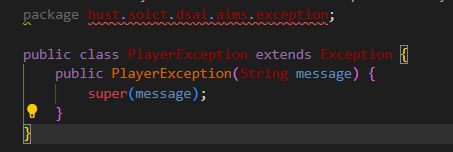 package hust.soict.dsai.aims.exception;
public class PlayerException extends Exception {
public PlayerException(String message) {
super(message);
}
}